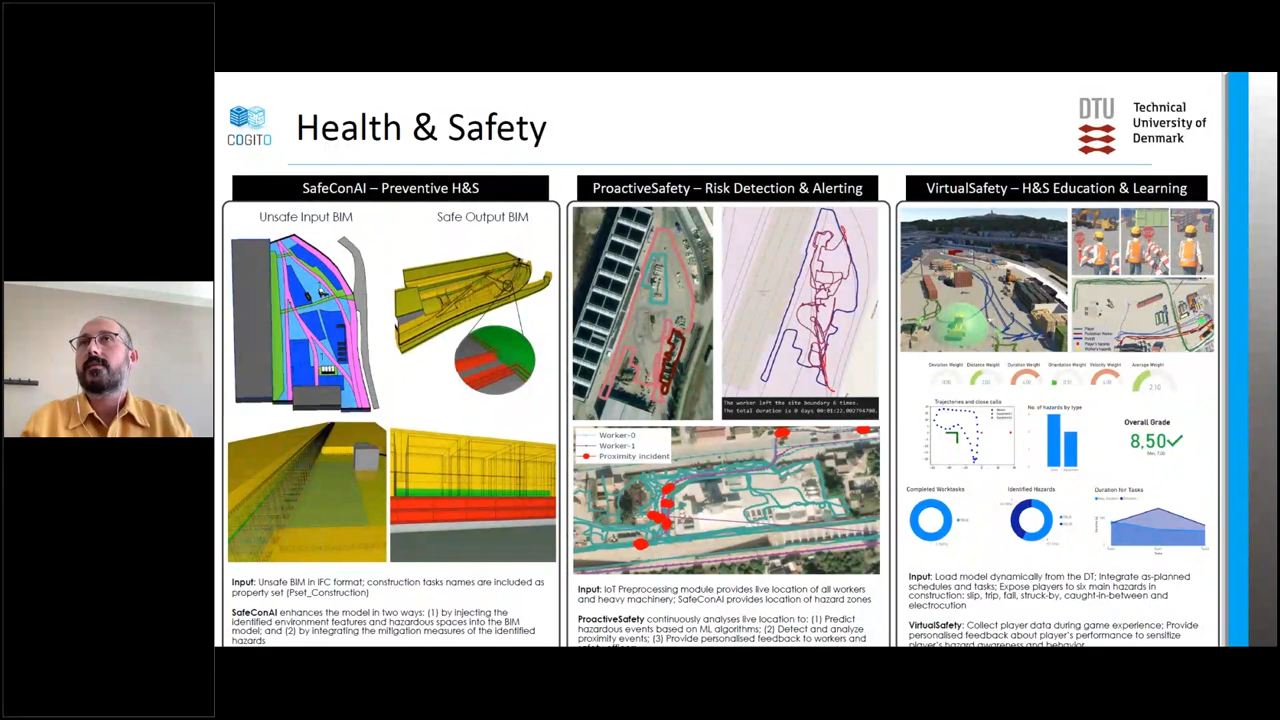 COGITO
Health & Safety
DTU
Technical
University of
Denmark
SafeConAI – Preventive H&S
Unsafe Input BIM
Safe Output BIM
Input: Unsafe BIM in IFC format; construction tasks names are included as
property set (Pset_Construction)
SafeConAI enhances the model in two ways: (1) by injecting the
identified environment features and hazardous spaces into the BIM
model; and (2) by integrating the mitigation measures of the identified
hazards
ProactiveSafety – Risk Detection & Alerting
The worker left the site boundary 6 times.
The total duration is 0 days 00:01:22.002794700.
Worker-0
Worker-1
Proximity incident
Input: IoT Preprocessing module provides live location of all workers
and heavy machinery; SafeConAI provides location of hazard zones
ProactiveSafety continuously analyses live location to: (1) Predict
hazardous events based on ML algorithms; (2) Detect and analyze
proximity events; (3) Provide personalised feedback to workers and
VirtualSafety – H&S Education & Learning
Deviation Weight
Distance Weight
Duration Weight
Orientation Weight
Velocity Weight
Average Weight
2.10
Trajectories and close calls
No. of hazards by type
Overall Grade
8,50
Completed Worktasks
Identified Hazards
Duration for Tasks
Input: Load model dynamically from the DT; Integrate as-planned
schedules and tasks; Expose players to six main hazards in
construction: slip, trip, fall, struck-by, caught-in-between and
electrocution
VirtualSafety: Collect player data during game experience; Provide
personalised feedback about player's performance to sensitize
player's hazard awareness and behavior